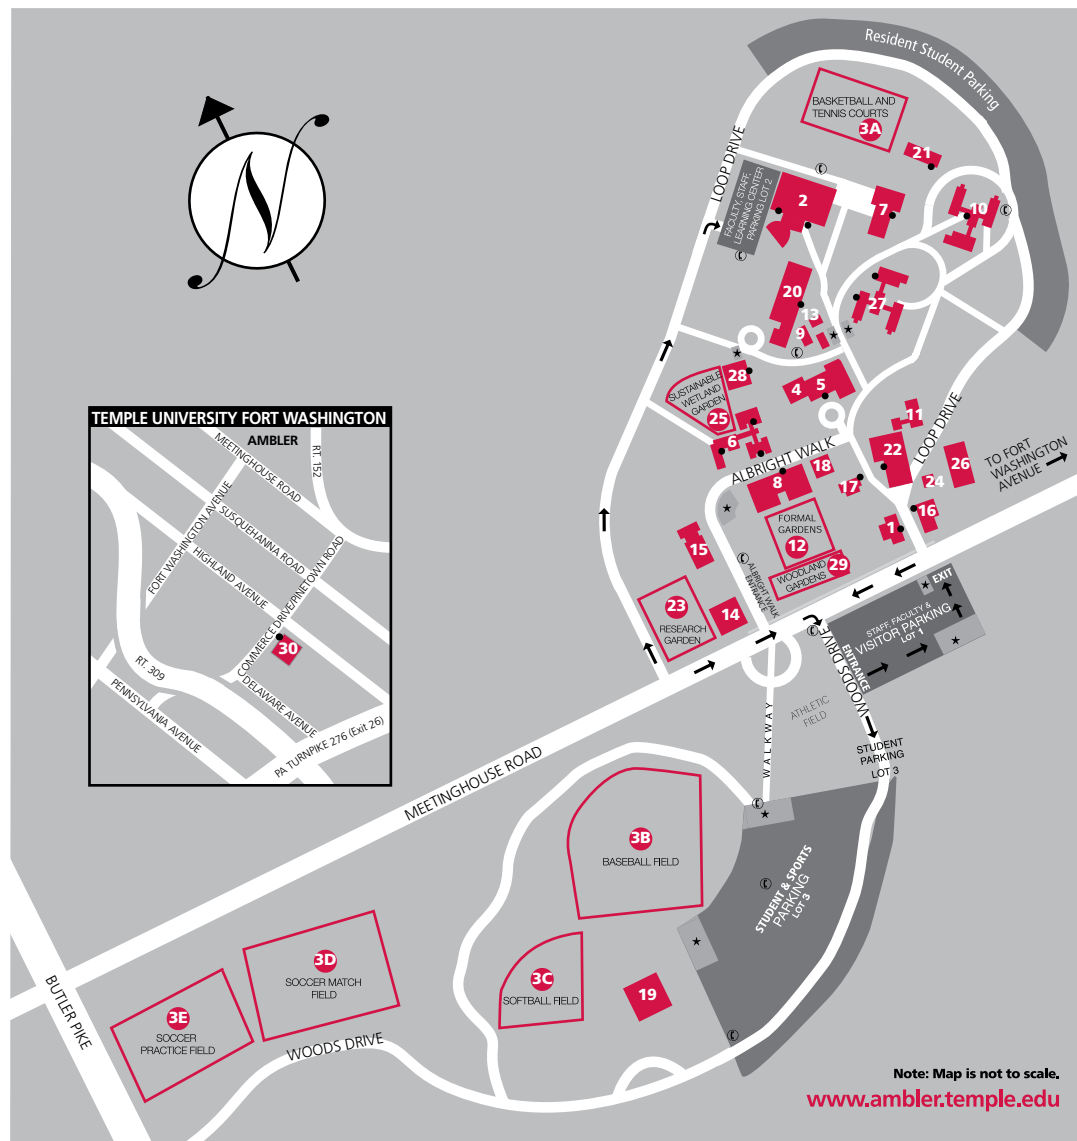 N
Resident Student Parking
BASKETBALL AND
TENNIS COURTS
3A
21
LOOP DRIVE
FACULTY, STAFF,
LEARNING CENTER
PARKING LOT 2
2
7
10
20
13
9
27
28
4
5
SUSTAINABLE
WETLAND
GARDEN
25
6
11
LOOP DRIVE
22
26
24
TO FORT
WASHINGTON
AVENUE
ALBRIGHT WALK
18
8
17
16
1
FORMAL
GARDENS
12
15
WOODLAND
GARDENS
29
ALBRIGHT WALK
ENTRANCE
23
RESEARCH
GARDEN
14
EXIT
STAFF, FACULTY &
VISITOR PARKING
LOT 1
ENTRANCE
WOODS DRIVE
ATHLETIC
FIELD
WALKWAY
STUDENT
PARKING
LOT 3
TEMPLE UNIVERSITY FORT WASHINGTON
AMBLER
MEETINGHOUSE ROAD
RT. 152
FORT WASHINGTON AVENUE
SUSQUEHANNA ROAD
HIGHLAND AVENUE
COMMERCE DRIVE/PINETOWN ROAD
30
RT. 309
DELAWARE AVENUE
PENNSYLVANIA AVENUE
PA TURNPIKE 276 (Exit 26)
MEETINGHOUSE ROAD
3B
BASEBALL FIELD
STUDENT & SPORTS
PARKING
LOT 3
3D
SOCCER MATCH
FIELD
3C
SOFTBALL FIELD
19
3E
SOCCER
PRACTICE FIELD
BUTLER PIKE
WOODS DRIVE
Note: Map is not to scale.
www.ambler.temple.edu